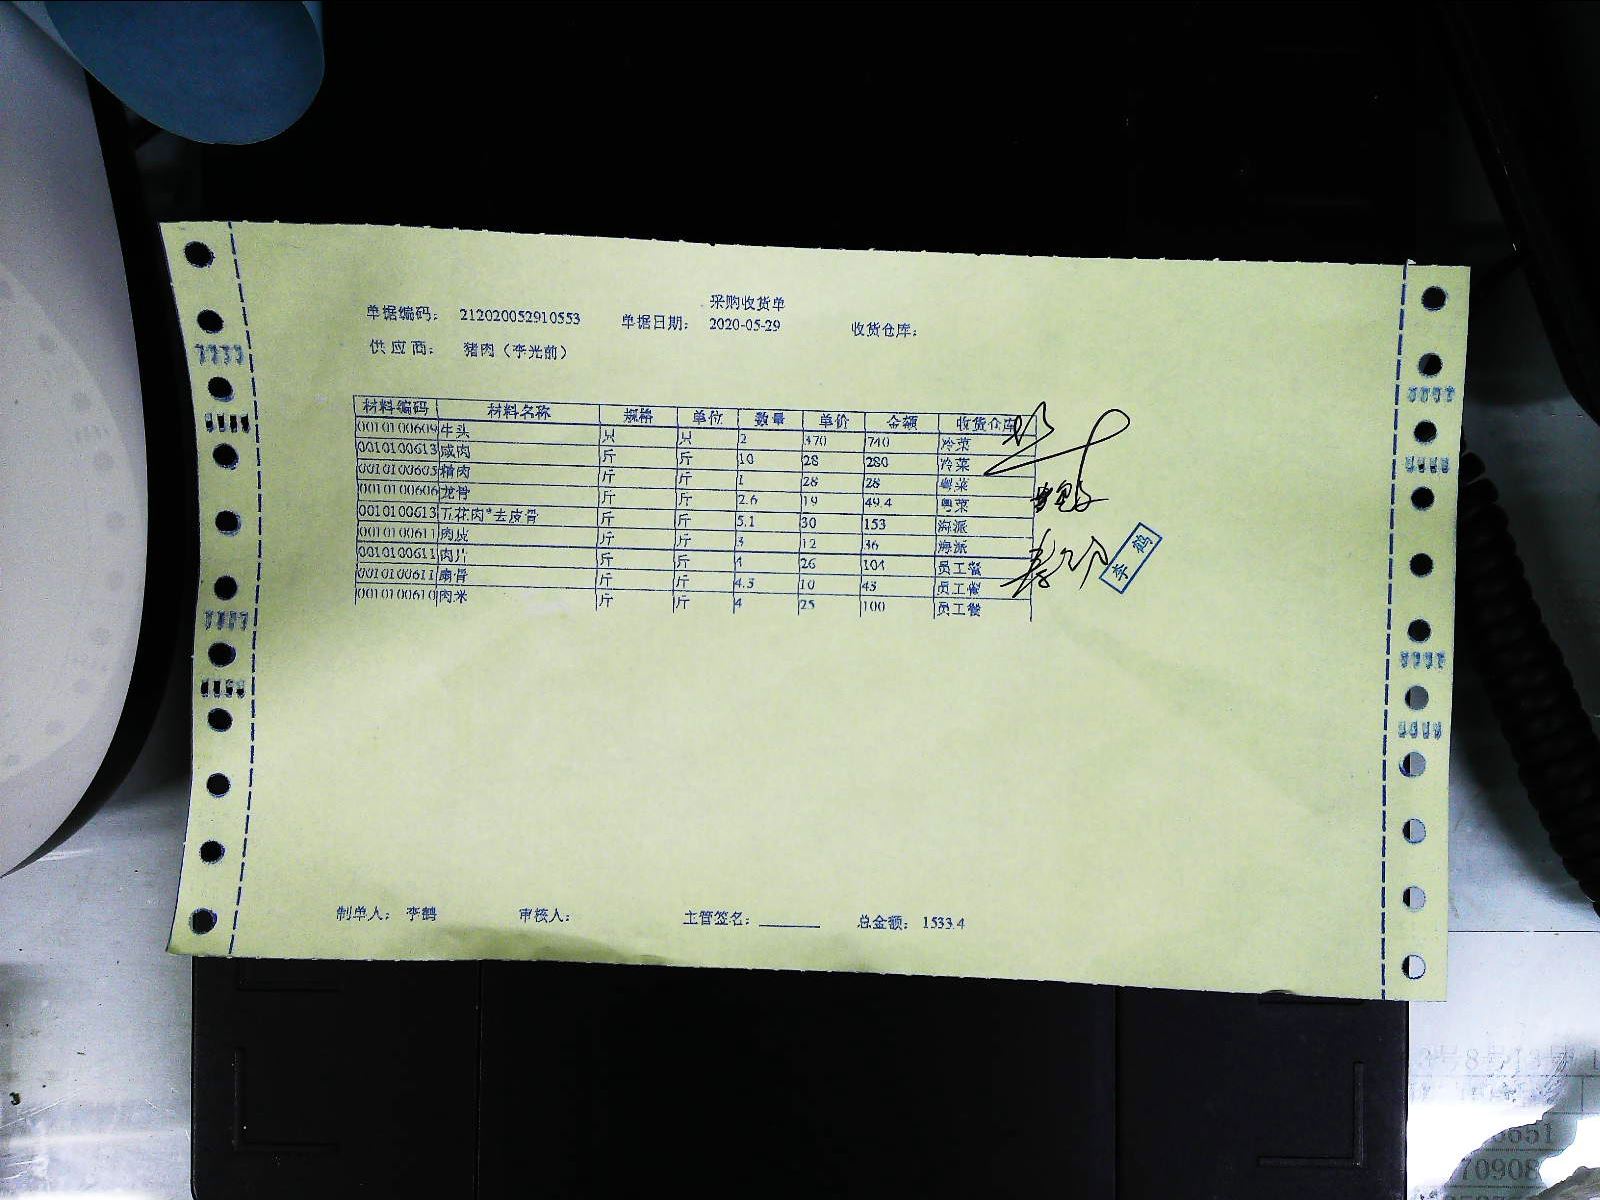 采购收货单
单据编码: 212020052910553 单据日期: 2020-05-29 收货仓库:
供应商: 猪肉(李光前)
材料编码 材料名称 规格 单位 数量 单价 金额 收货仓库
0010100609 牛头 只 只 2 370 740 冷菜
0010100613 咸肉 斤 斤 10 28 280 冷菜
0010100605 精肉 斤 斤 1 28 28 粤菜
0010100606 龙骨 斤 斤 2.6 19 49.4 粤菜
0010100613 五花肉*去皮骨 斤 斤 5.1 30 153 海派
0010100611 肉皮 斤 斤 3 12 36 海派
0010100611 肉片 斤 斤 4 26 104 员工餐
0010100611 扇骨 斤 斤 4.3 10 43 员工餐
0010100610 肉米 斤 斤 4 25 100 员工餐
李鹤
制单人: 李鹤 审核人: 主管签名: 总金额: 1533.4
70908